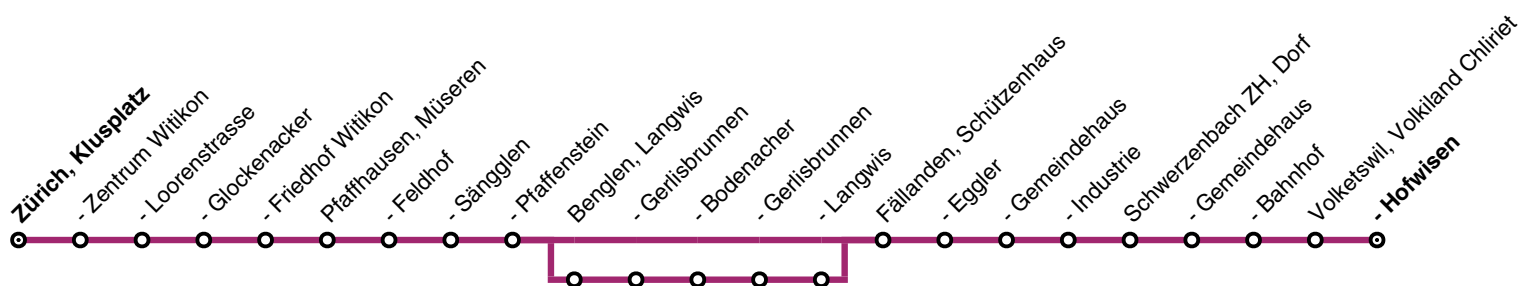 Zürich, Klusplatz
- Zentrum Witikon
- Loorenstrasse
- Glockenacker
- Friedhof Witikon
Pfaffhausen, Müseren
- Feldhof
- Sängglen
- Pfaffenstein
Benglen, Langwis
- Gerlisbrunnen
- Bodenacher
- Gerlisbrunnen
- Langwis
Fällanden, Schützenhaus
- Eggler
- Gemeindehaus
- Industrie
Schwerzenbach ZH, Dorf
- Gemeindehaus
- Bahnhof
Volketswil, Volkiland Chliriet
- Hofwisen